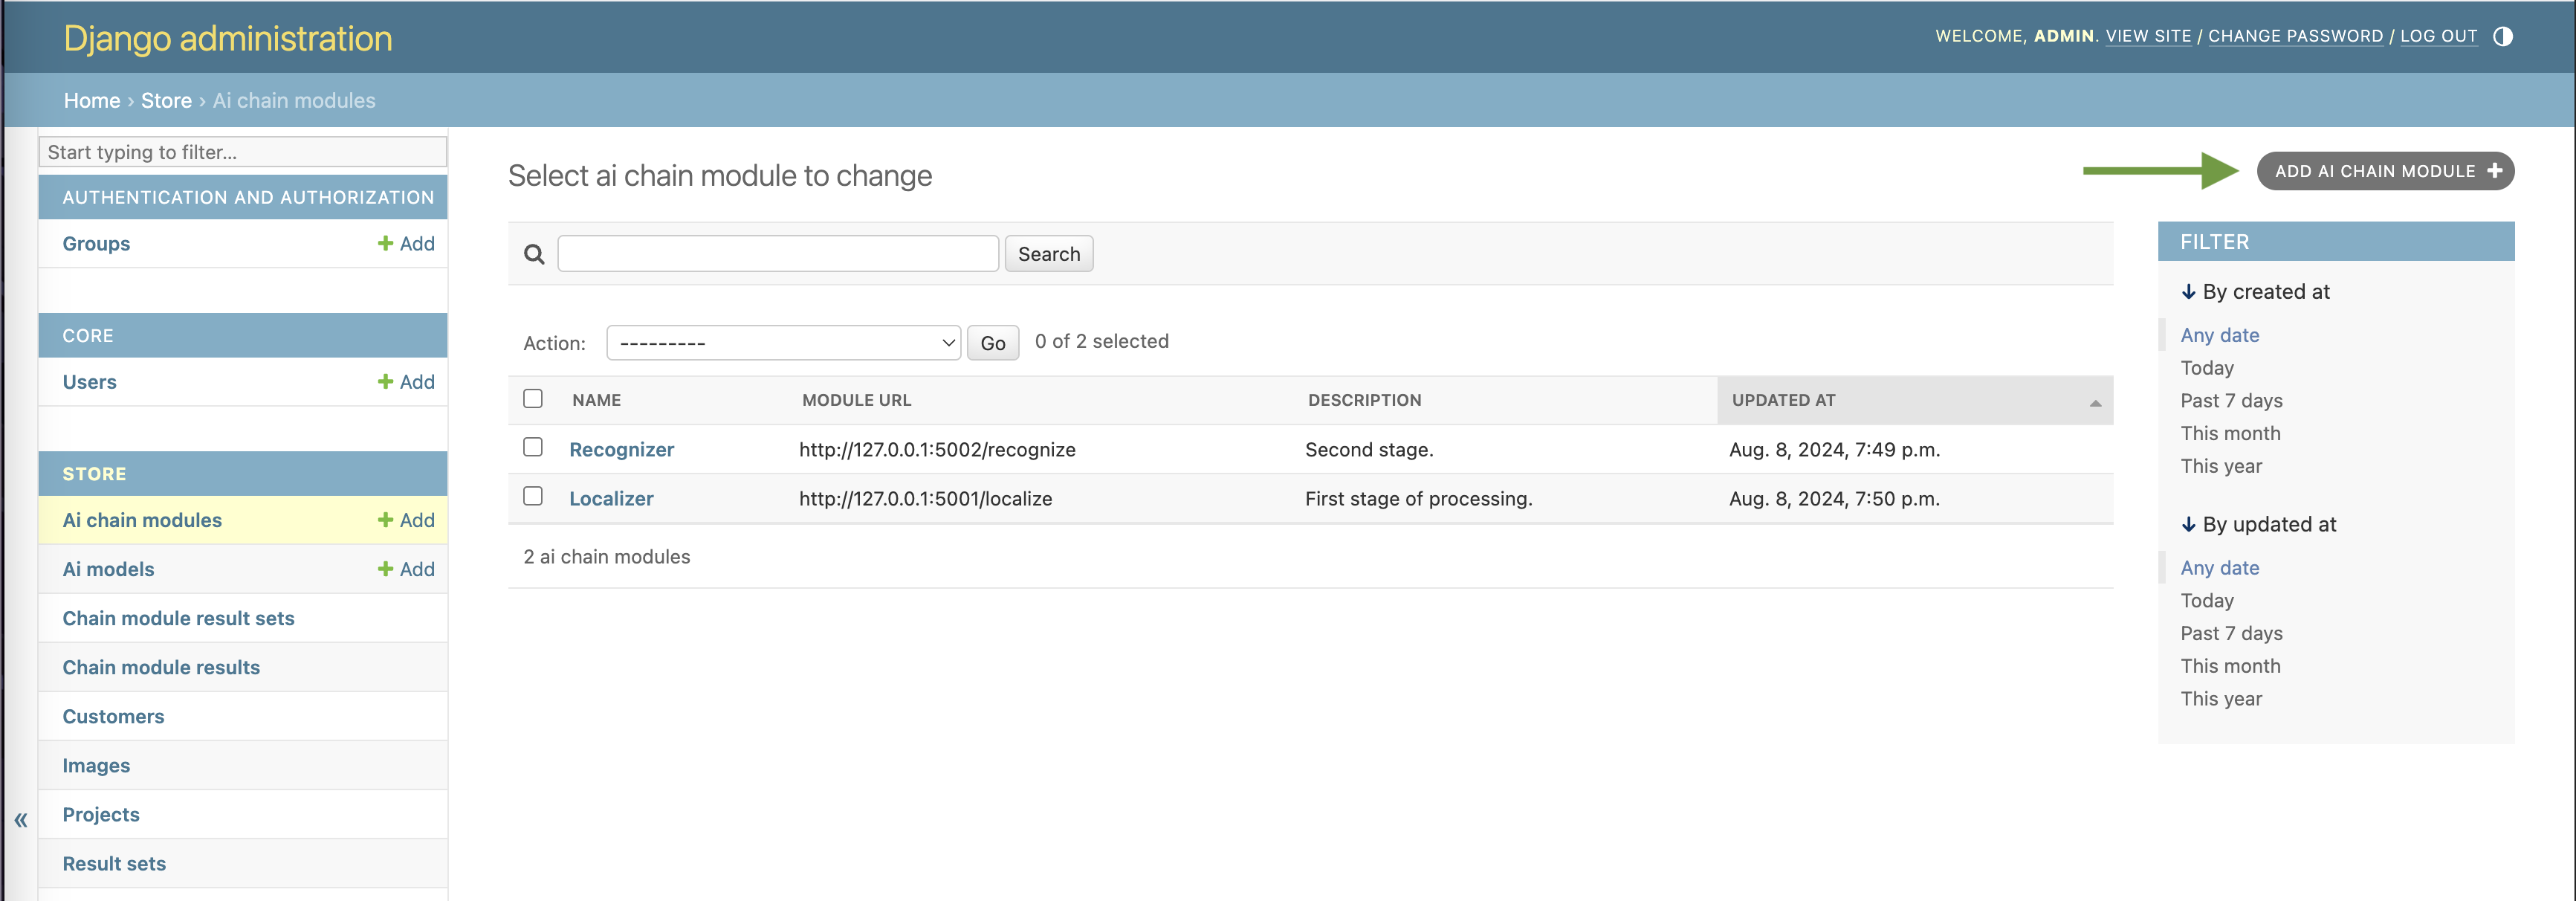 Django administration
WELCOME, ADMIN. VIEW SITE / CHANGE PASSWORD / LOG OUT
Home › Store › Ai chain modules
Start typing to filter...
AUTHENTICATION AND AUTHORIZATION
Groups + Add
CORE
Users + Add
STORE
Ai chain modules + Add
Ai models + Add
Chain module result sets
Chain module results
Customers
Images
Projects
Result sets
«
Select ai chain module to change
ADD AI CHAIN MODULE +
Search
Action: --------- Go 0 of 2 selected
NAME MODULE URL DESCRIPTION UPDATED AT
Recognizer http://127.0.0.1:5002/recognize Second stage. Aug. 8, 2024, 7:49 p.m.
Localizer http://127.0.0.1:5001/localize First stage of processing. Aug. 8, 2024, 7:50 p.m.
2 ai chain modules
FILTER
↓ By created at
Any date
Today
Past 7 days
This month
This year
↓ By updated at
Any date
Today
Past 7 days
This month
This year